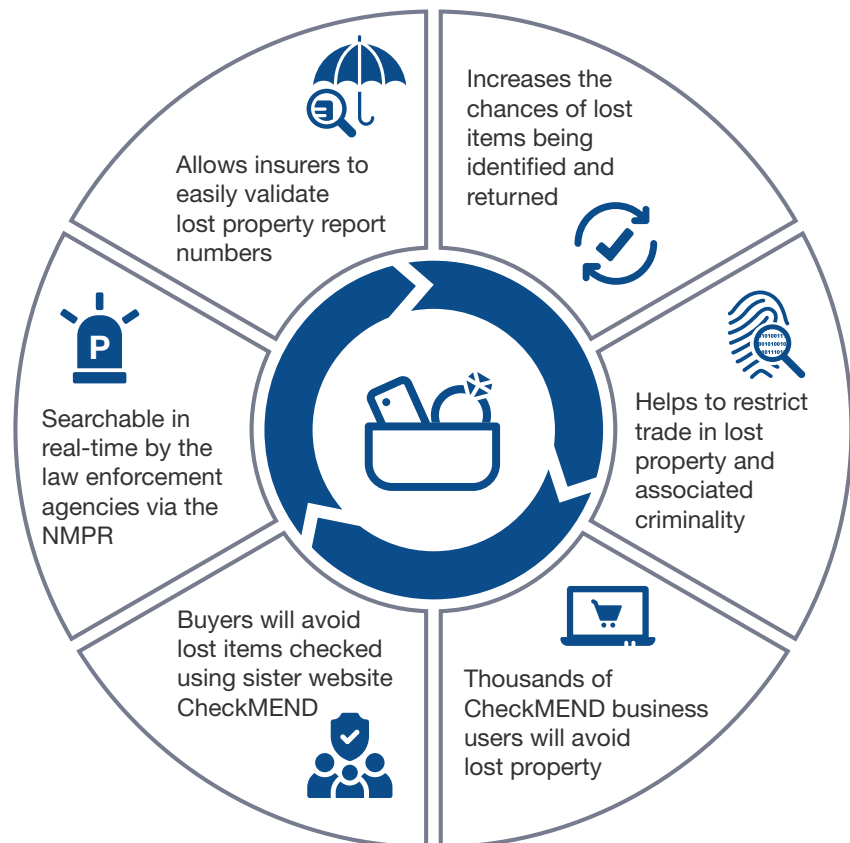 Increases the
chances of lost
items being
identified and
returned
Helps to restrict
trade in lost
property and
associated
criminality
Thousands of
CheckMEND business
users will avoid
lost property
Buyers will avoid
lost items checked
using sister website
CheckMEND
P
Searchable in
real-time by the
law enforcement
agencies via the
NMPR
Allows insurers to
easily validate
lost property report
numbers